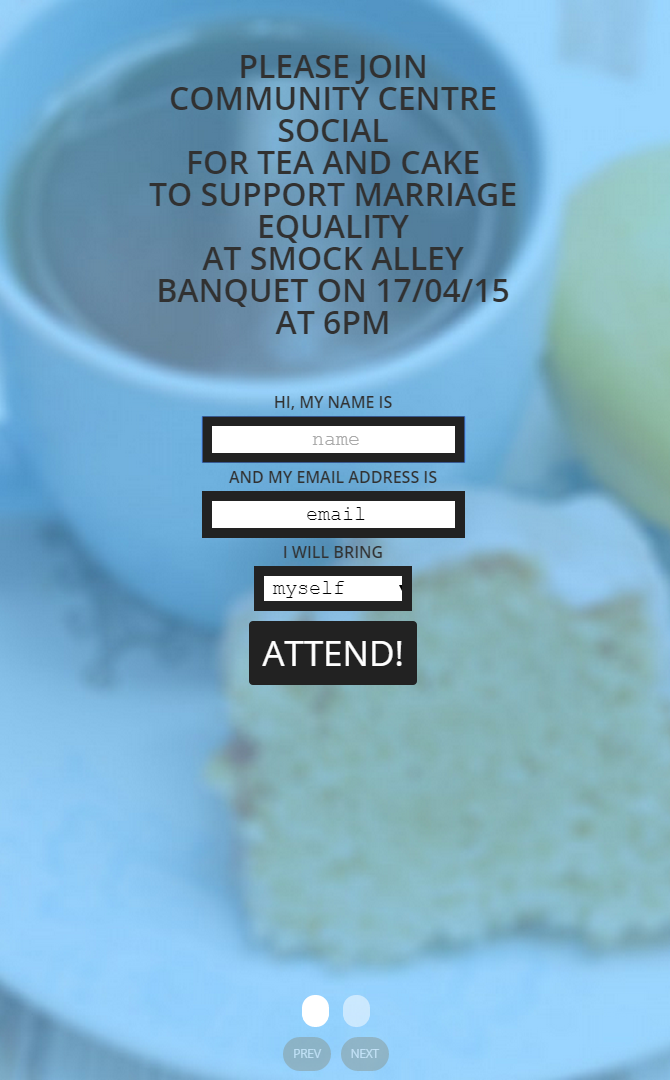 PLEASE JOIN
COMMUNITY CENTRE
SOCIAL
FOR TEA AND CAKE
TO SUPPORT MARRIAGE
EQUALITY
AT SMOCK ALLEY
BANQUET ON 17/04/15
AT 6PM
HI, MY NAME IS
name
AND MY EMAIL ADDRESS IS
email
I WILL BRING
myself
ATTEND!
PREV NEXT